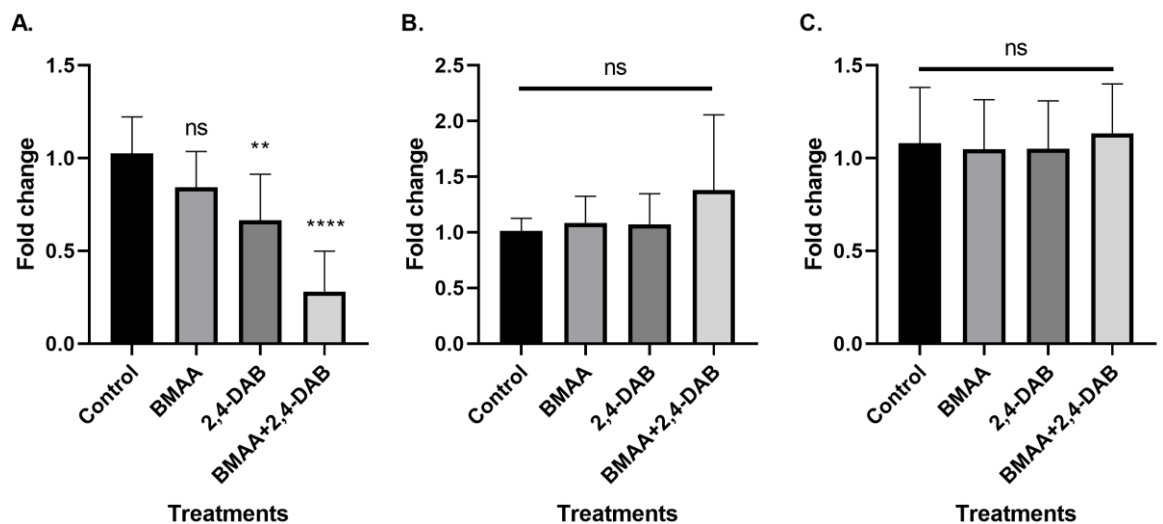 A.
Fold change
1.5
1.0
0.5
0.0
ns
**
****
Control
BMAA
2,4-DAB
BMAA+2,4-DAB
Treatments
B.
Fold change
2.5
2.0
1.5
1.0
0.5
0.0
ns
Control
BMAA
2,4-DAB
BMAA+2,4-DAB
Treatments
C.
Fold change
1.5
1.0
0.5
0.0
ns
Control
BMAA
2,4-DAB
BMAA+2,4-DAB
Treatments